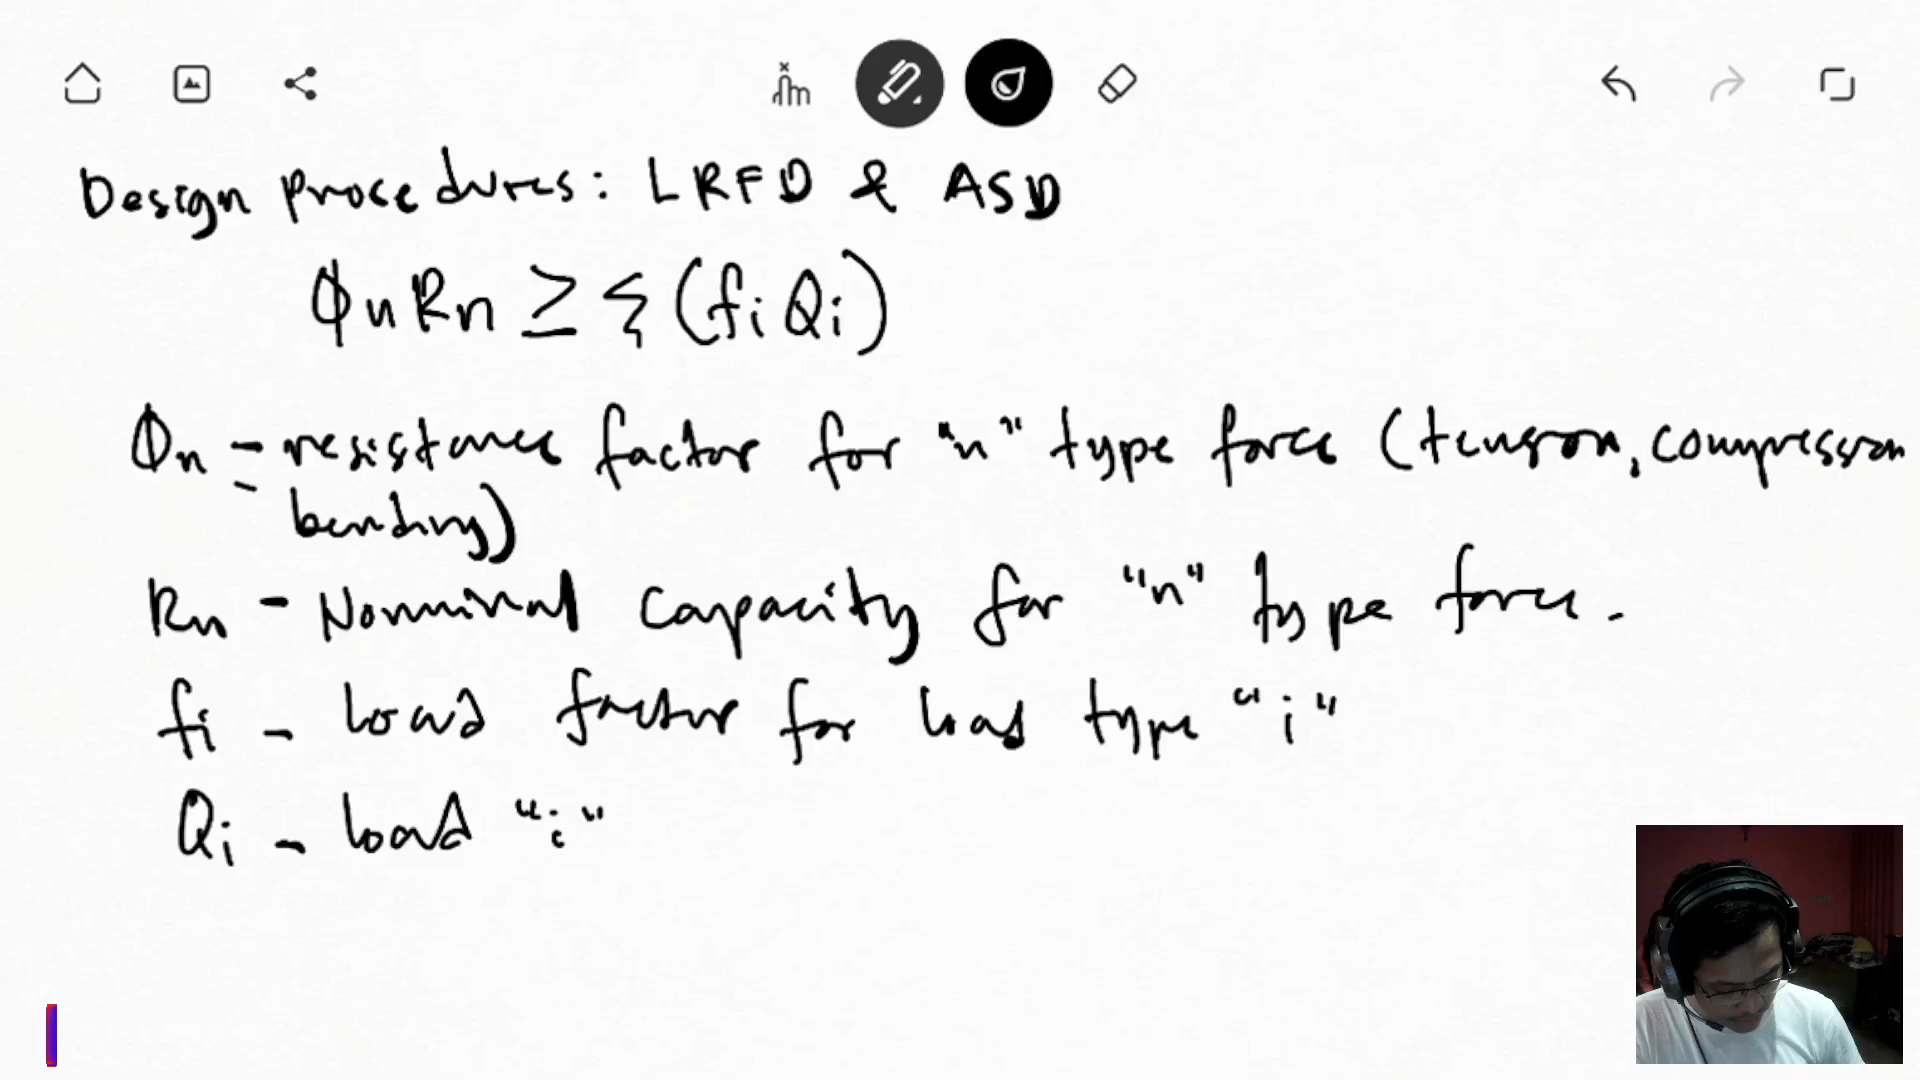 Design procedures: LRFD & ASD
ϕnRn ≥ Σ(fiQi)
ϕn - resistance factor for "n" type force (tension, compression
bending)
Rn - Nominal capacity for "n" type force.
fi - load factor for load type "i"
Qi - load "i"